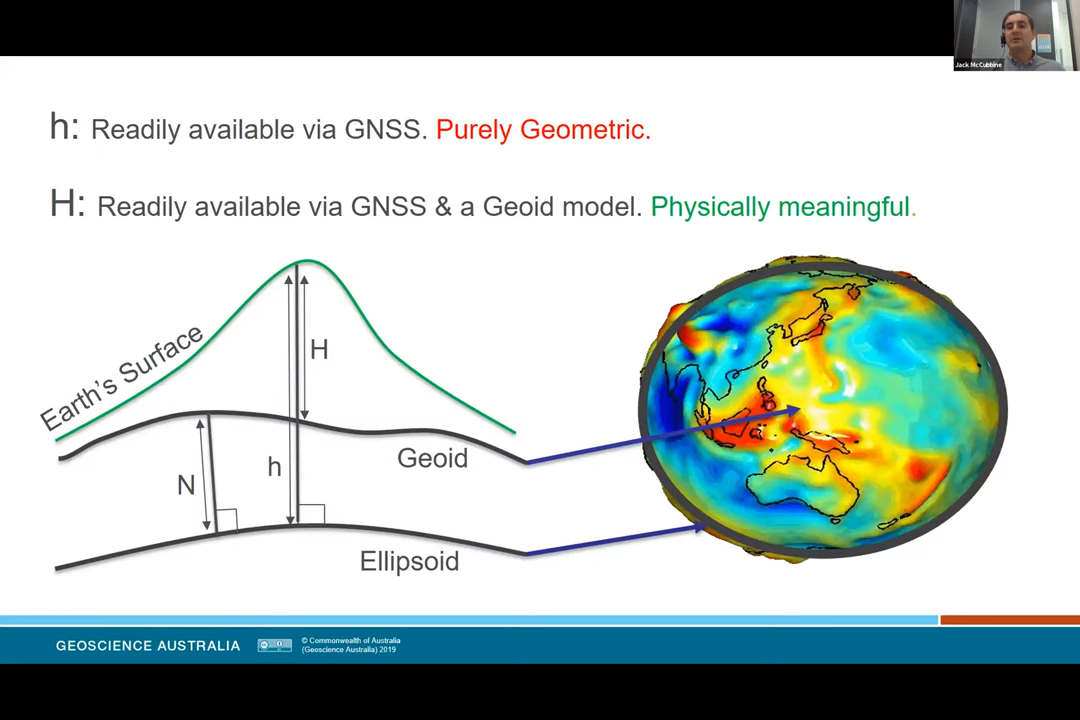 Jack McCubbine
h: Readily available via GNSS. Purely Geometric.
H: Readily available via GNSS & a Geoid model. Physically meaningful.
Earth's Surface
H
h
N
Geoid
Ellipsoid
GEOSCIENCE AUSTRALIA
© Commonwealth of Australia
(Geoscience Australia) 2019